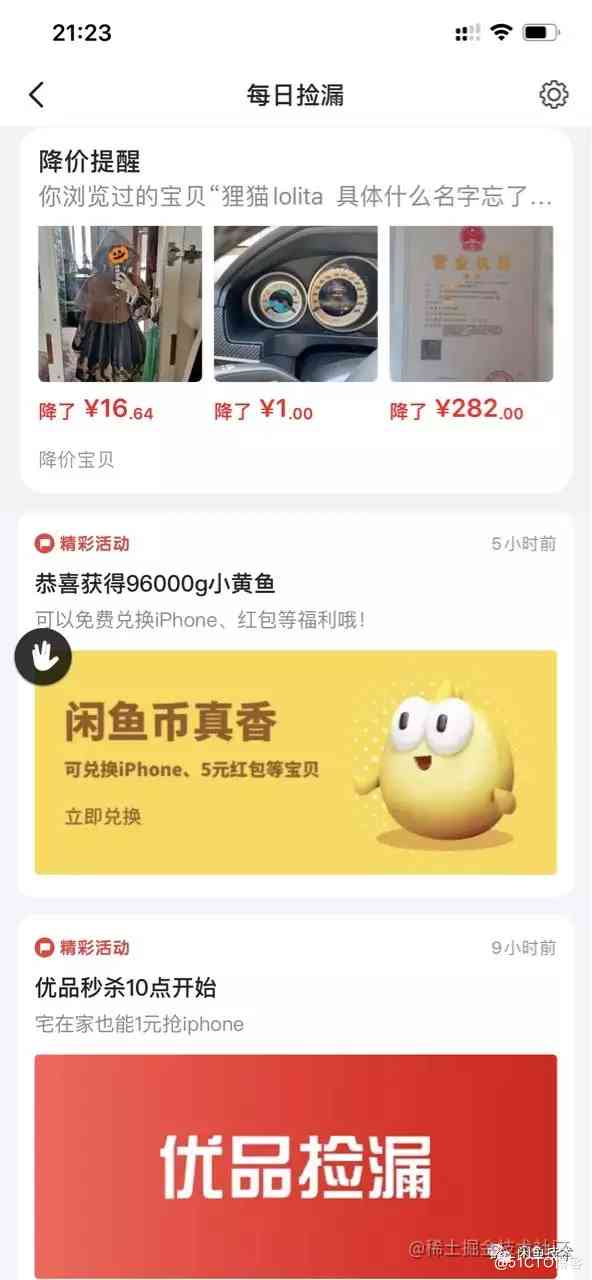 21:23
每日捡漏
降价提醒
你浏览过的宝贝“狸猫lolita 具体什么名字忘了...
降了 ¥16.64
降了 ¥1.00
降了 ¥282.00
降价宝贝
精彩活动
5小时前
恭喜获得96000g小黄鱼
可以免费兑换iPhone、红包等福利哦!
闲鱼币真香
可兑换iPhone、5元红包等宝贝
立即兑换
精彩活动
9小时前
优品秒杀10点开始
宅在家也能1元抢iphone
优品捡漏
@稀土掘金技术社区
闲鱼技术
@51CTO博客